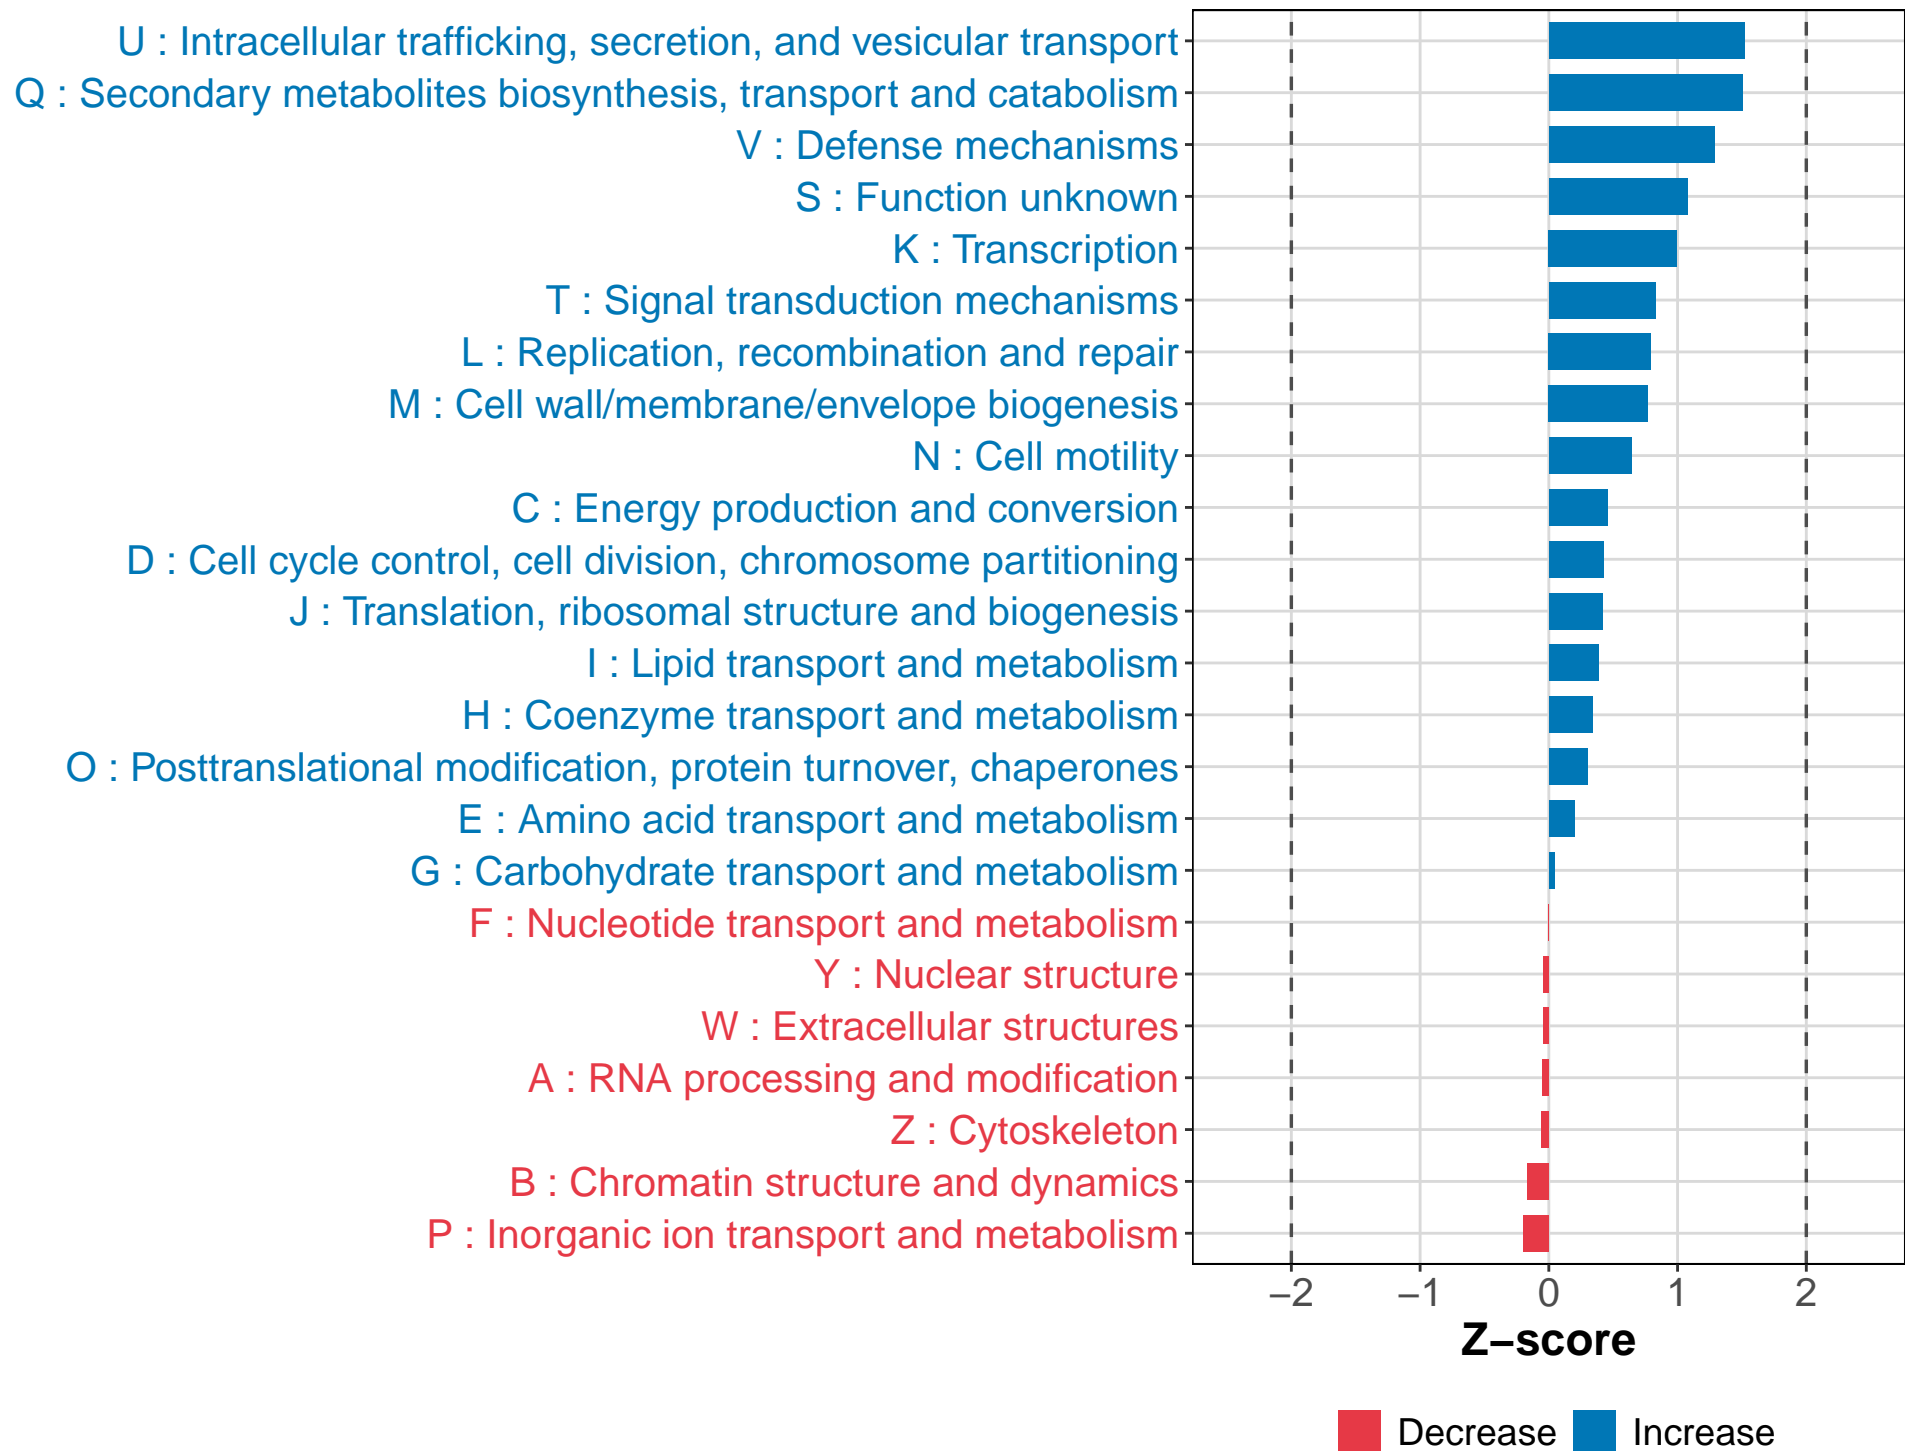 U : Intracellular trafficking, secretion, and vesicular transport
Q : Secondary metabolites biosynthesis, transport and catabolism
V : Defense mechanisms
S : Function unknown
K : Transcription
T : Signal transduction mechanisms
L : Replication, recombination and repair
M : Cell wall/membrane/envelope biogenesis
N : Cell motility
C : Energy production and conversion
D : Cell cycle control, cell division, chromosome partitioning
J : Translation, ribosomal structure and biogenesis
I : Lipid transport and metabolism
H : Coenzyme transport and metabolism
O : Posttranslational modification, protein turnover, chaperones
E : Amino acid transport and metabolism
G : Carbohydrate transport and metabolism
F : Nucleotide transport and metabolism
Y : Nuclear structure
W : Extracellular structures
A : RNA processing and modification
Z : Cytoskeleton
B : Chromatin structure and dynamics
P : Inorganic ion transport and metabolism
−2 −1 0 1 2
Z−score
Decrease Increase